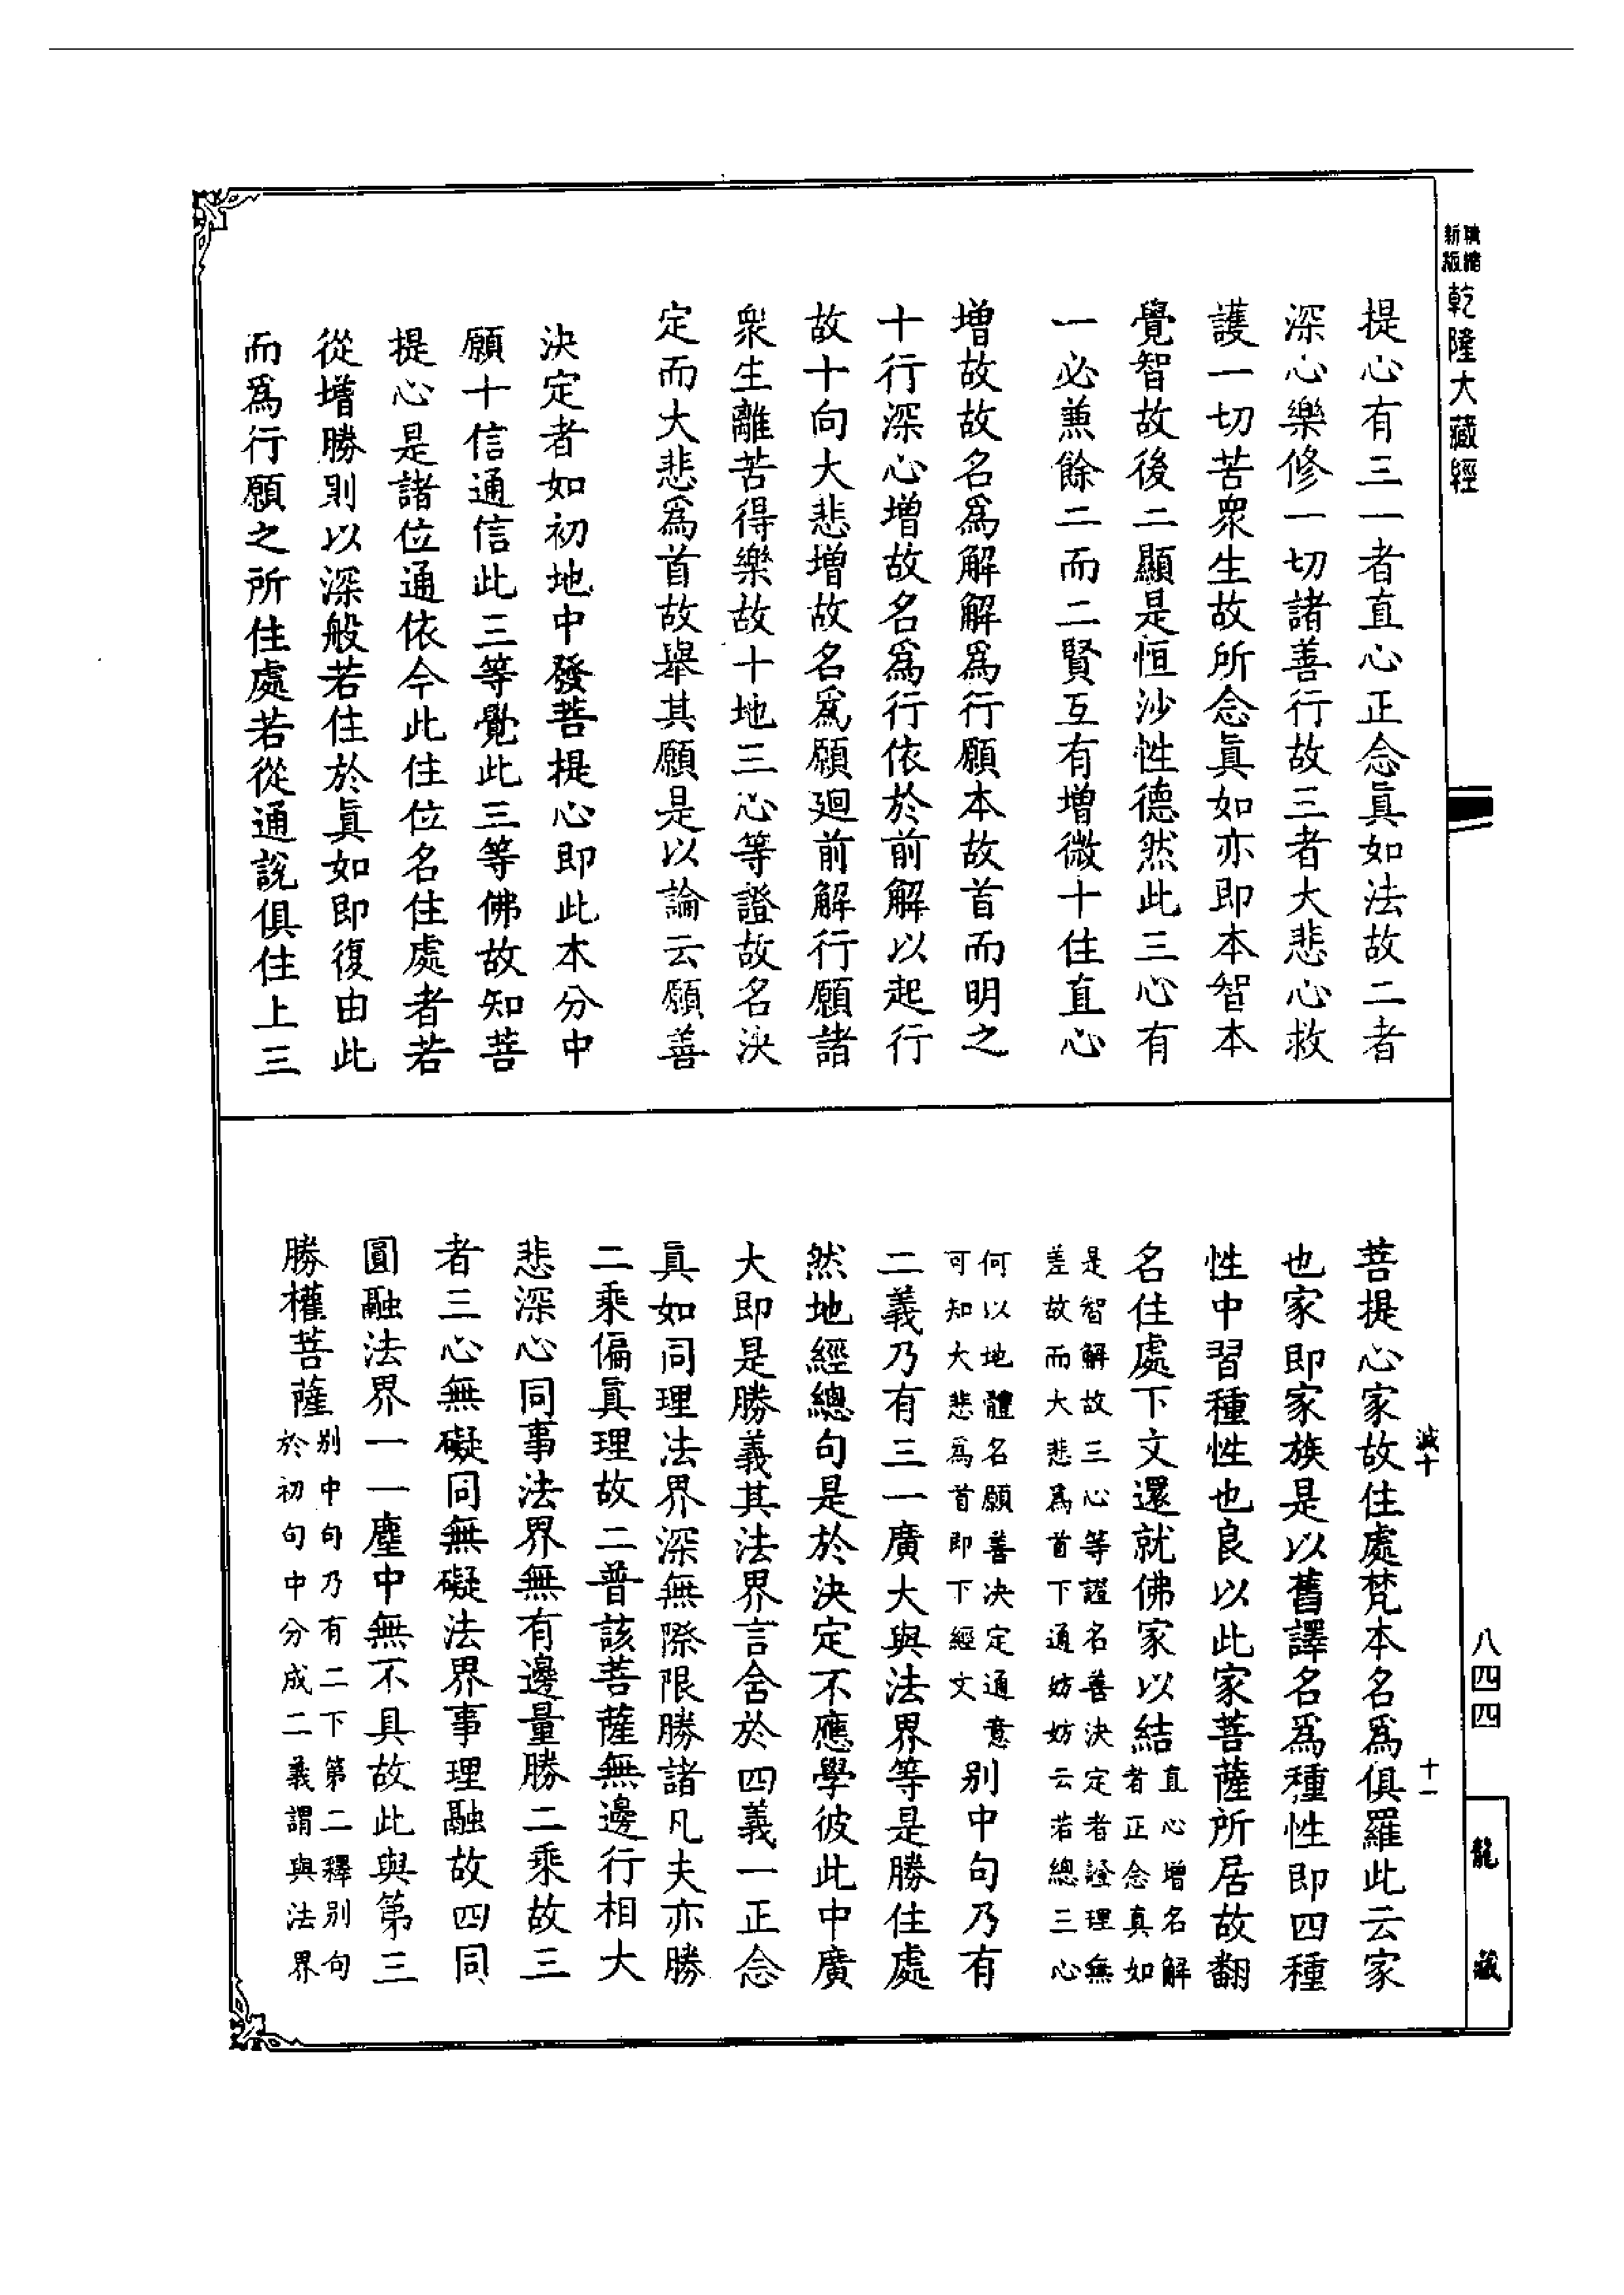 新版
乾隆大藏經
提心有三一者直心正念眞如法故二者
深心樂修一切諸善行故三者大悲心救
護一切苦衆生故所念眞如亦即本智本
覺智故後二顯是恒沙性德然此三心有
一必兼餘二而二賢互有增微十住直心
增故故名爲解解爲行願本故首而明之
十行深心增故名爲行依於前解以起行
故十向大悲增故名爲願廻前解行願諸
衆生離苦得樂故十地三心等證故名決
定而大悲爲首故舉其願是以論云願善
決定者如初地中發菩提心即此本分中
願十信通信此三等覺此三等佛故知菩
提心是諸位通依今此住位名住處者若
從增勝則以深般若住於眞如即復由此
而爲行願之所住處若從通說俱住上三
菩提心家故住處梵本名爲俱羅此云家
也家即家族是以舊譯名爲種性即四種
性中習種性也良以此家菩薩所居故翻
名住處下文還就佛家以結直心增名解
者正念真如
是智解故三心等證名善決定者證理無
差故而大悲爲首下通妨妨云若總三心
何以地體名願善決定通意
可知大悲爲首即下經文
別中句乃有
二義乃有三一廣大與法界等是勝住處
然地經總句是於決定不應學彼此中廣
大即是勝義其法界言含於四義一正念
眞如同理法界深無際限勝諸凡夫亦勝
二乘偏眞理故二普該菩薩無邊行相大
悲深心同事法界無有邊量勝二乘故三
者三心無礙同無礙法界事理融故四同
圓融法界一一塵中無不具故此與第三
勝權菩薩別中句乃有二下第二釋別句
於初句中分成二義謂與法界
減十
十一
八四四
龍藏